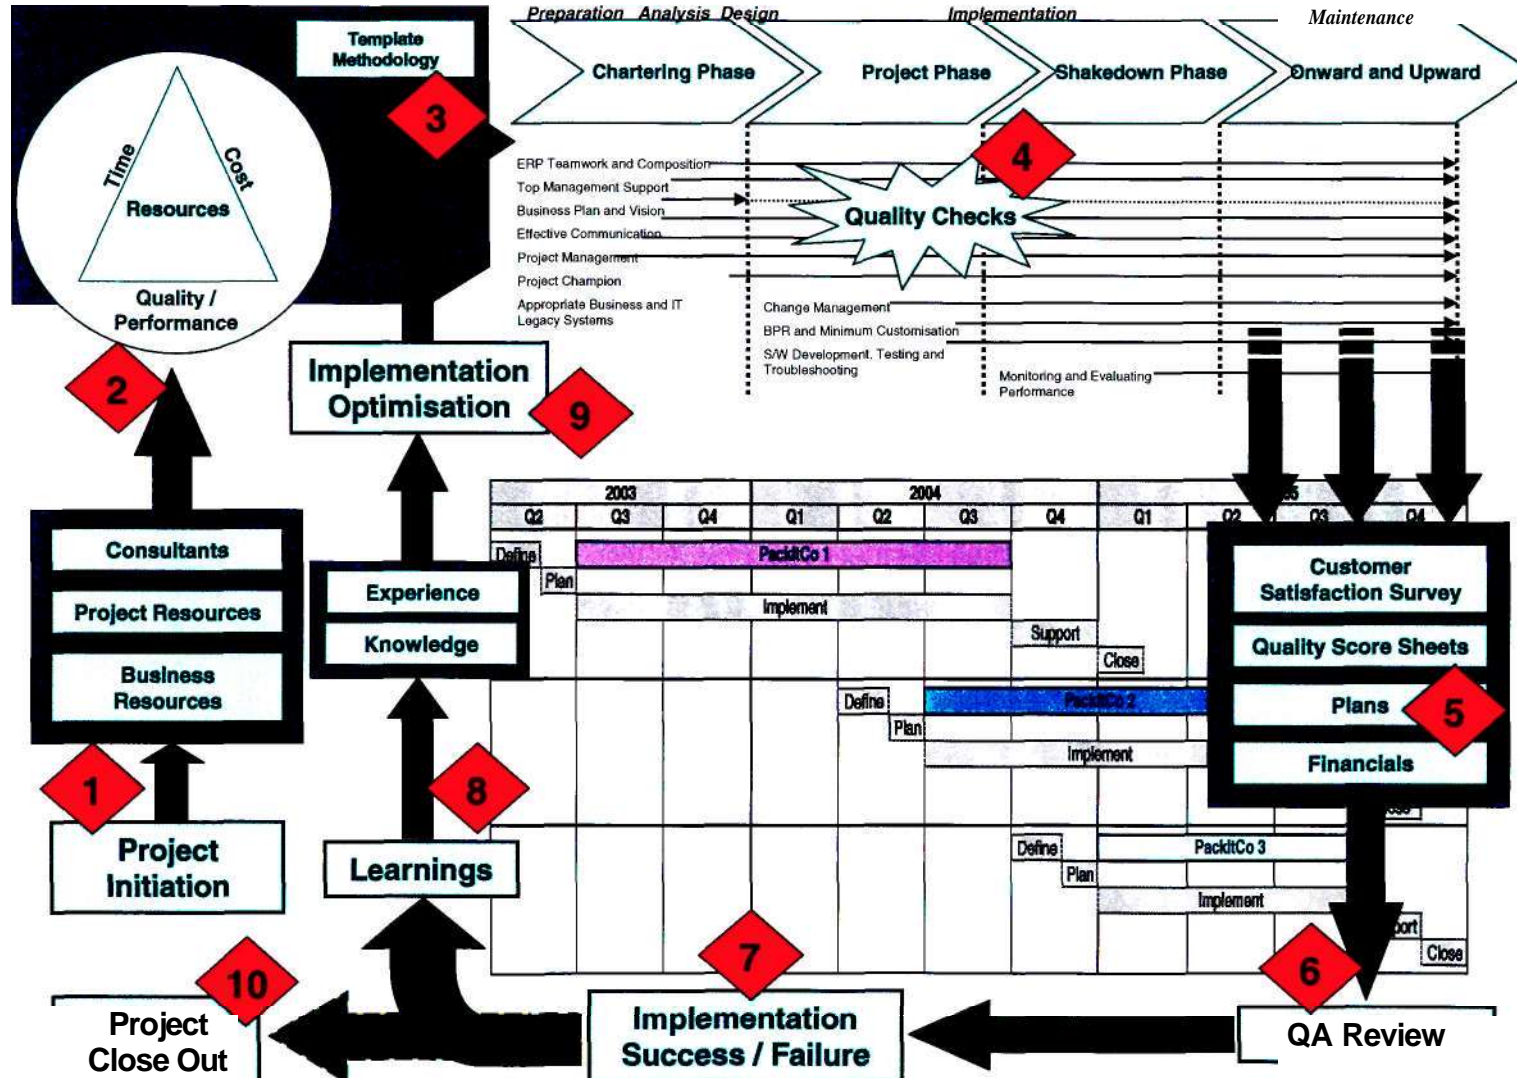 Preparation Analysis Design
Implementation
Maintenance
Template
Methodology
3
Chartering Phase
Project Phase
Shakedown Phase
Onward and Upward
4
Time
Cost
Resources
Quality /
Performance
2
ERP Teamwork and Composition
Top Management Support
Business Plan and Vision
Effective Communication
Project Management
Project Champion
Appropriate Business and IT
Legacy Systems
Quality Checks
Change Management
BPR and Minimum Customisation
S/W Development, Testing and
Troubleshooting
Monitoring and Evaluating
Performance
Implementation
Optimisation
9
2003
2004
Q2
Q3
Q4
Q1
Q2
Q3
Q4
Q1
Define
PackItCo 1
Plan
Implement
Support
Close
Define
PackItCo 2
Plan
Implement
Define
PackItCo 3
Plan
Implement
Close
Consultants
Project Resources
Business
Resources
1
Project
Initiation
Experience
Knowledge
8
Learnings
Customer
Satisfaction Survey
Quality Score Sheets
Plans
5
Financials
6
QA Review
7
Implementation
Success / Failure
10
Project
Close Out